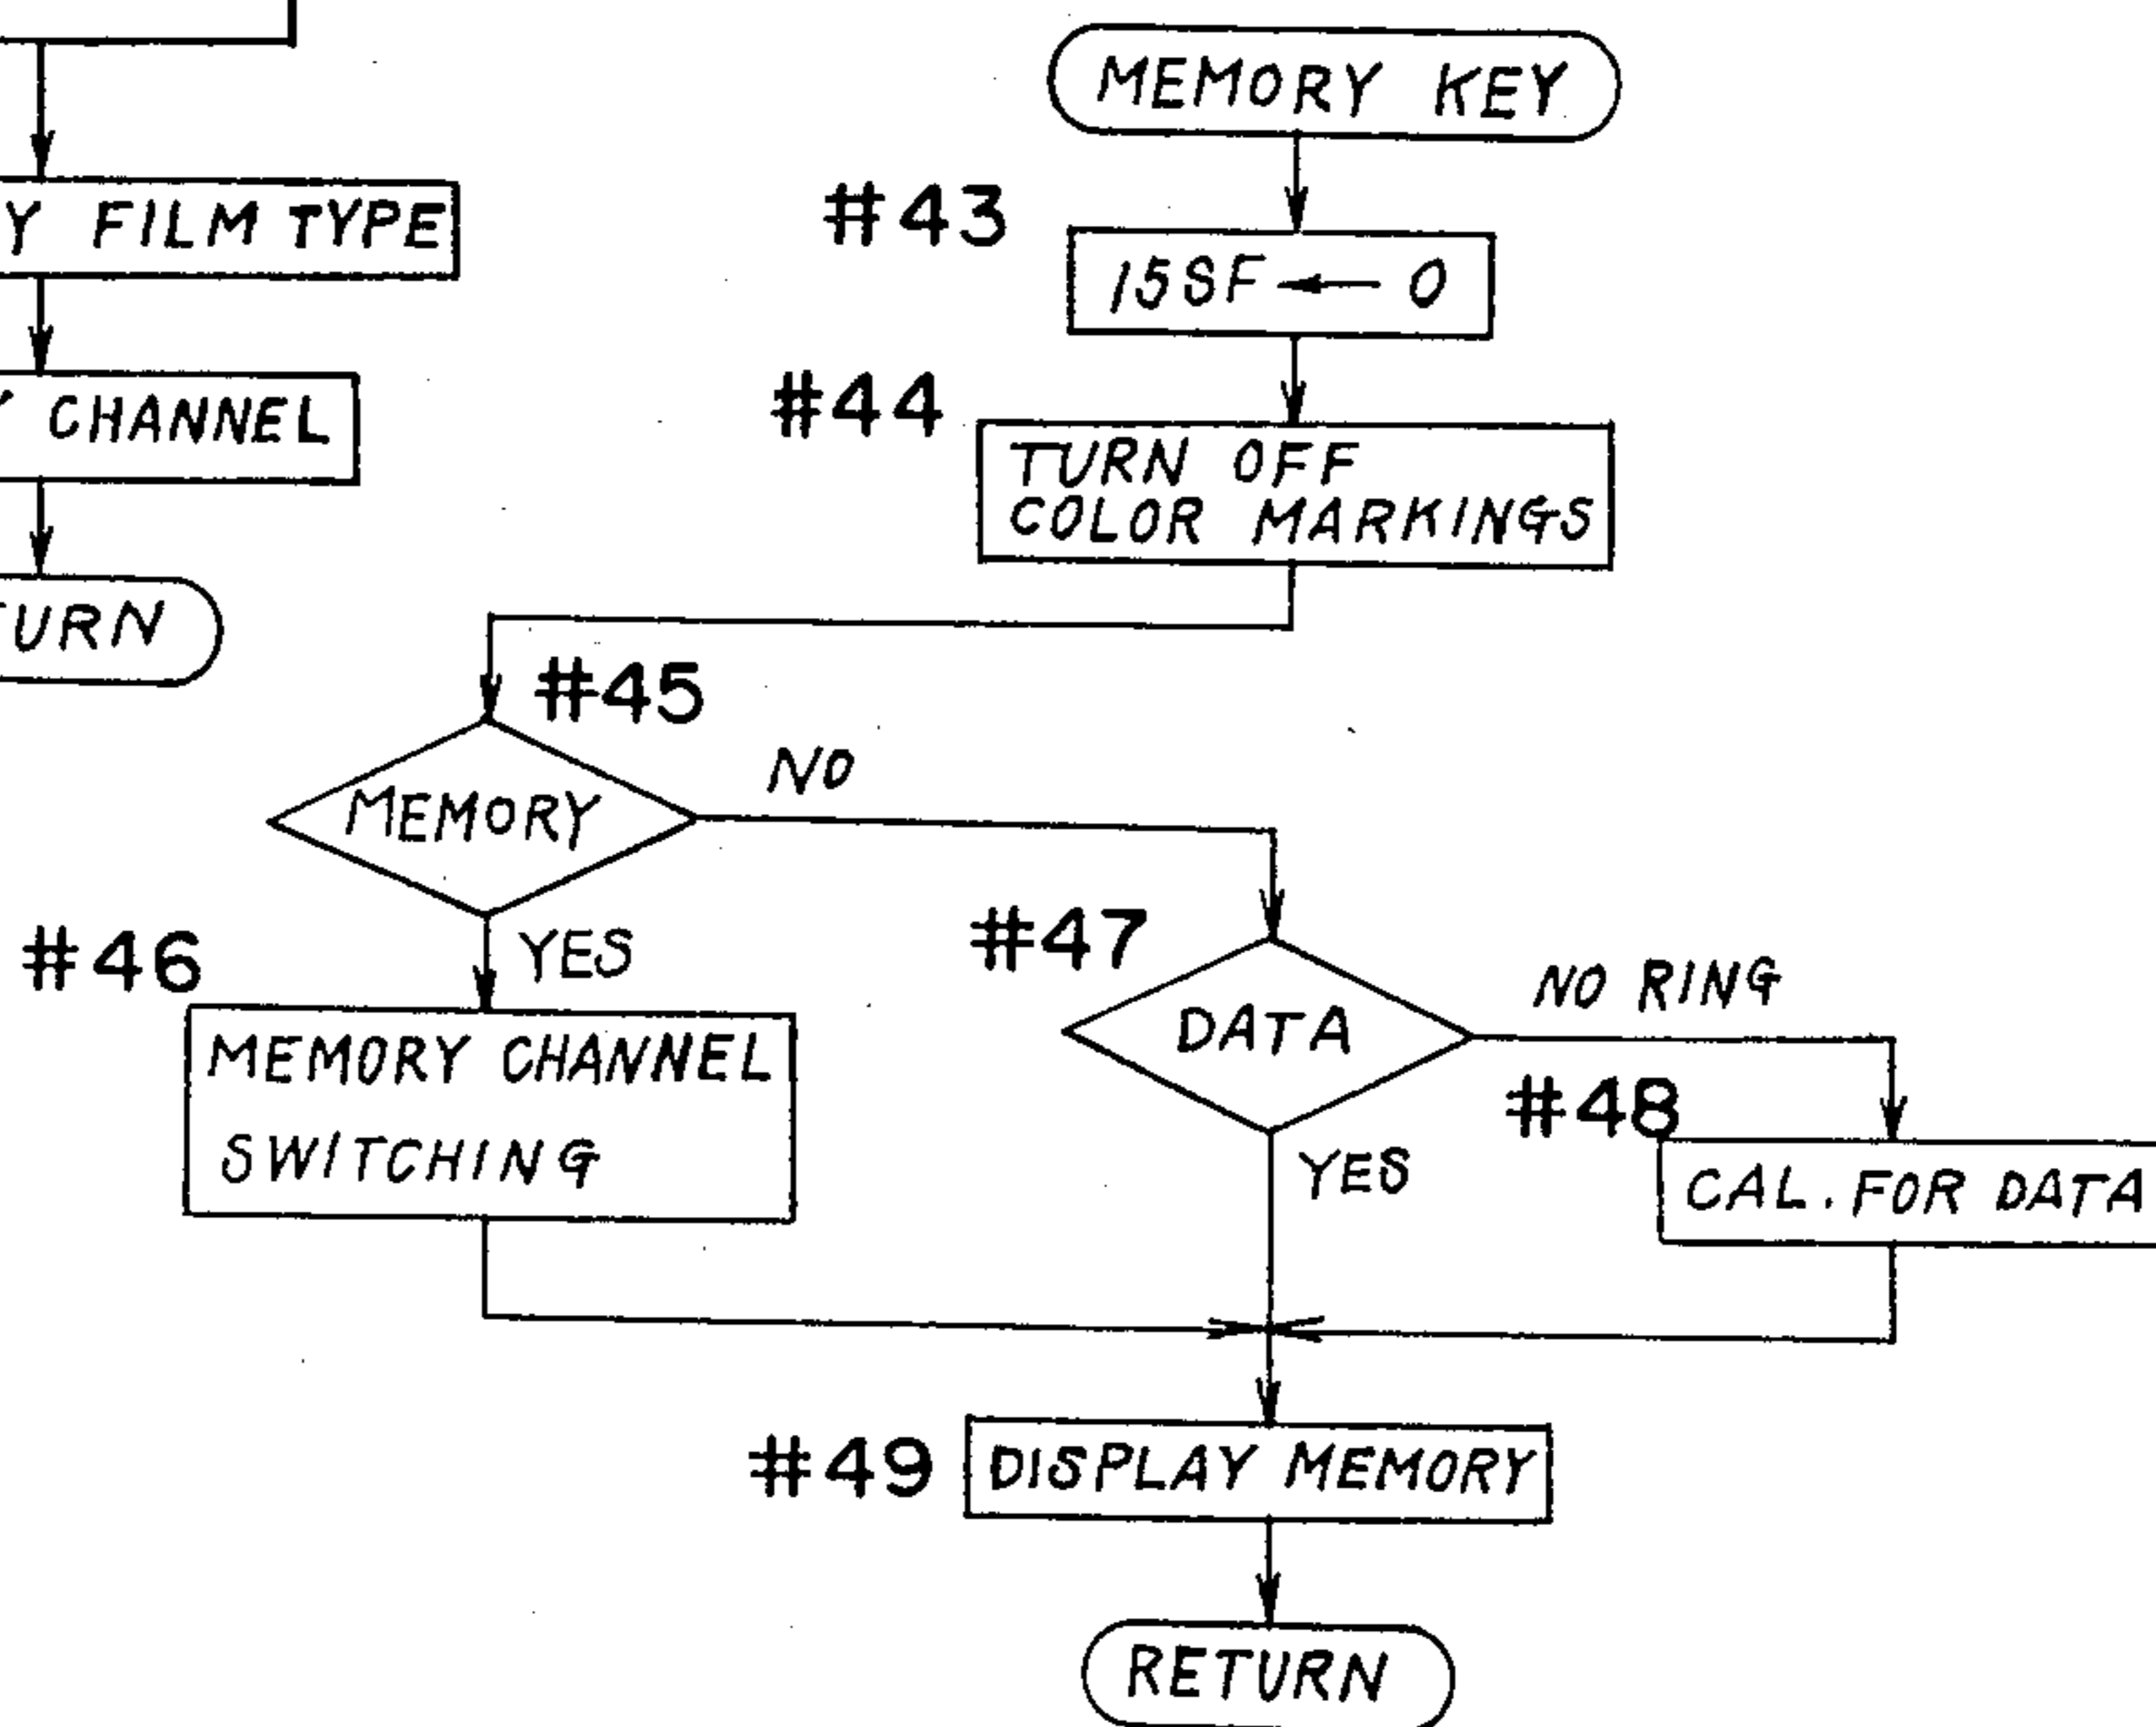 Y FILM TYPE
CHANNEL
TURN
MEMORY KEY
#43
15SF ← 0
#44
TURN OFF
COLOR MARKINGS
#45
MEMORY
NO
YES
#46
MEMORY CHANNEL
SWITCHING
#47
DATA
NO RING
YES
#48
CAL. FOR DATA
#49
DISPLAY MEMORY
RETURN